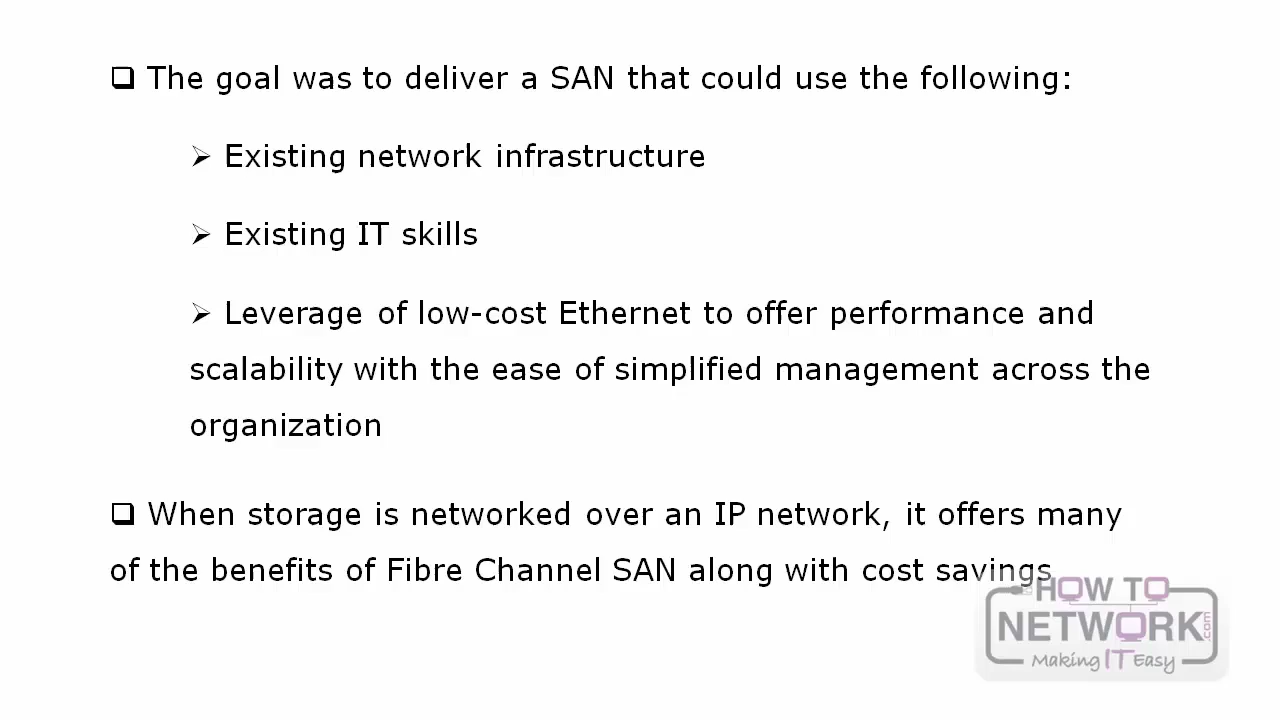 ❑ The goal was to deliver a SAN that could use the following:
➢ Existing network infrastructure
➢ Existing IT skills
➢ Leverage of low-cost Ethernet to offer performance and
scalability with the ease of simplified management across the
organization
❑ When storage is networked over an IP network, it offers many
of the benefits of Fibre Channel SAN along with cost savings
HOW TO
NETWORK.com
Making IT Easy